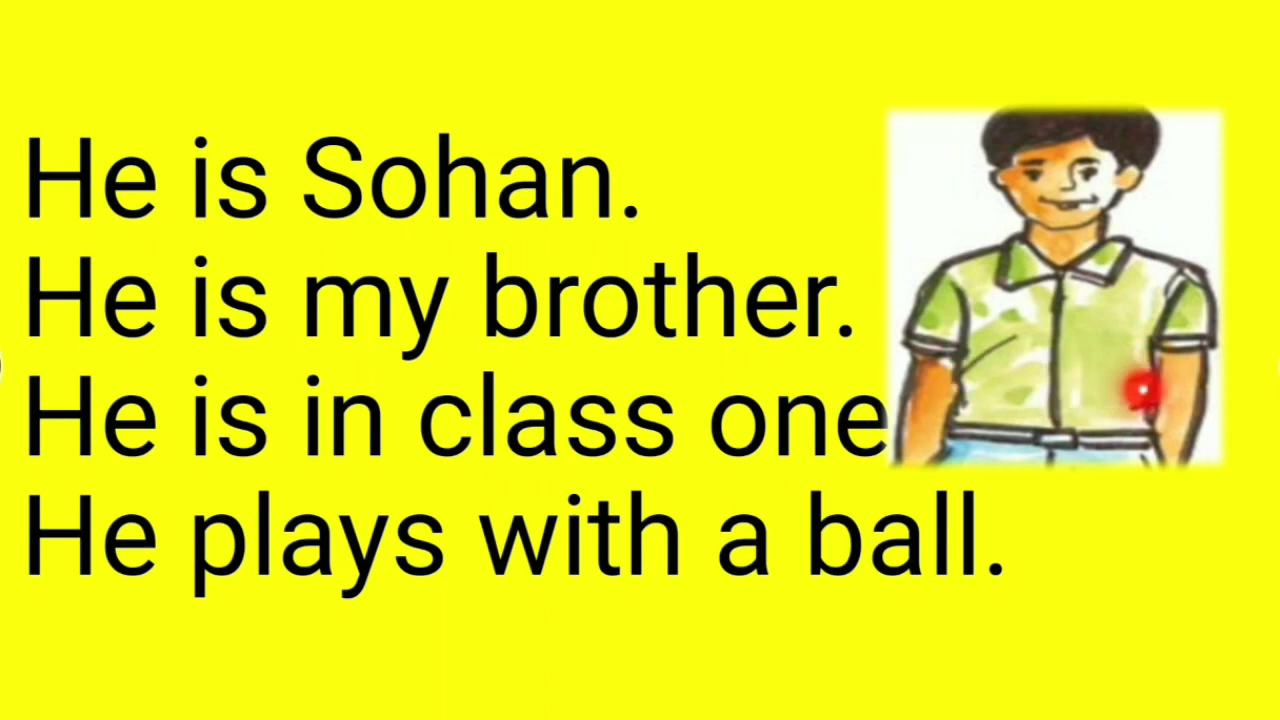 He is Sohan.
He is my brother.
He is in class one
He plays with a ball.